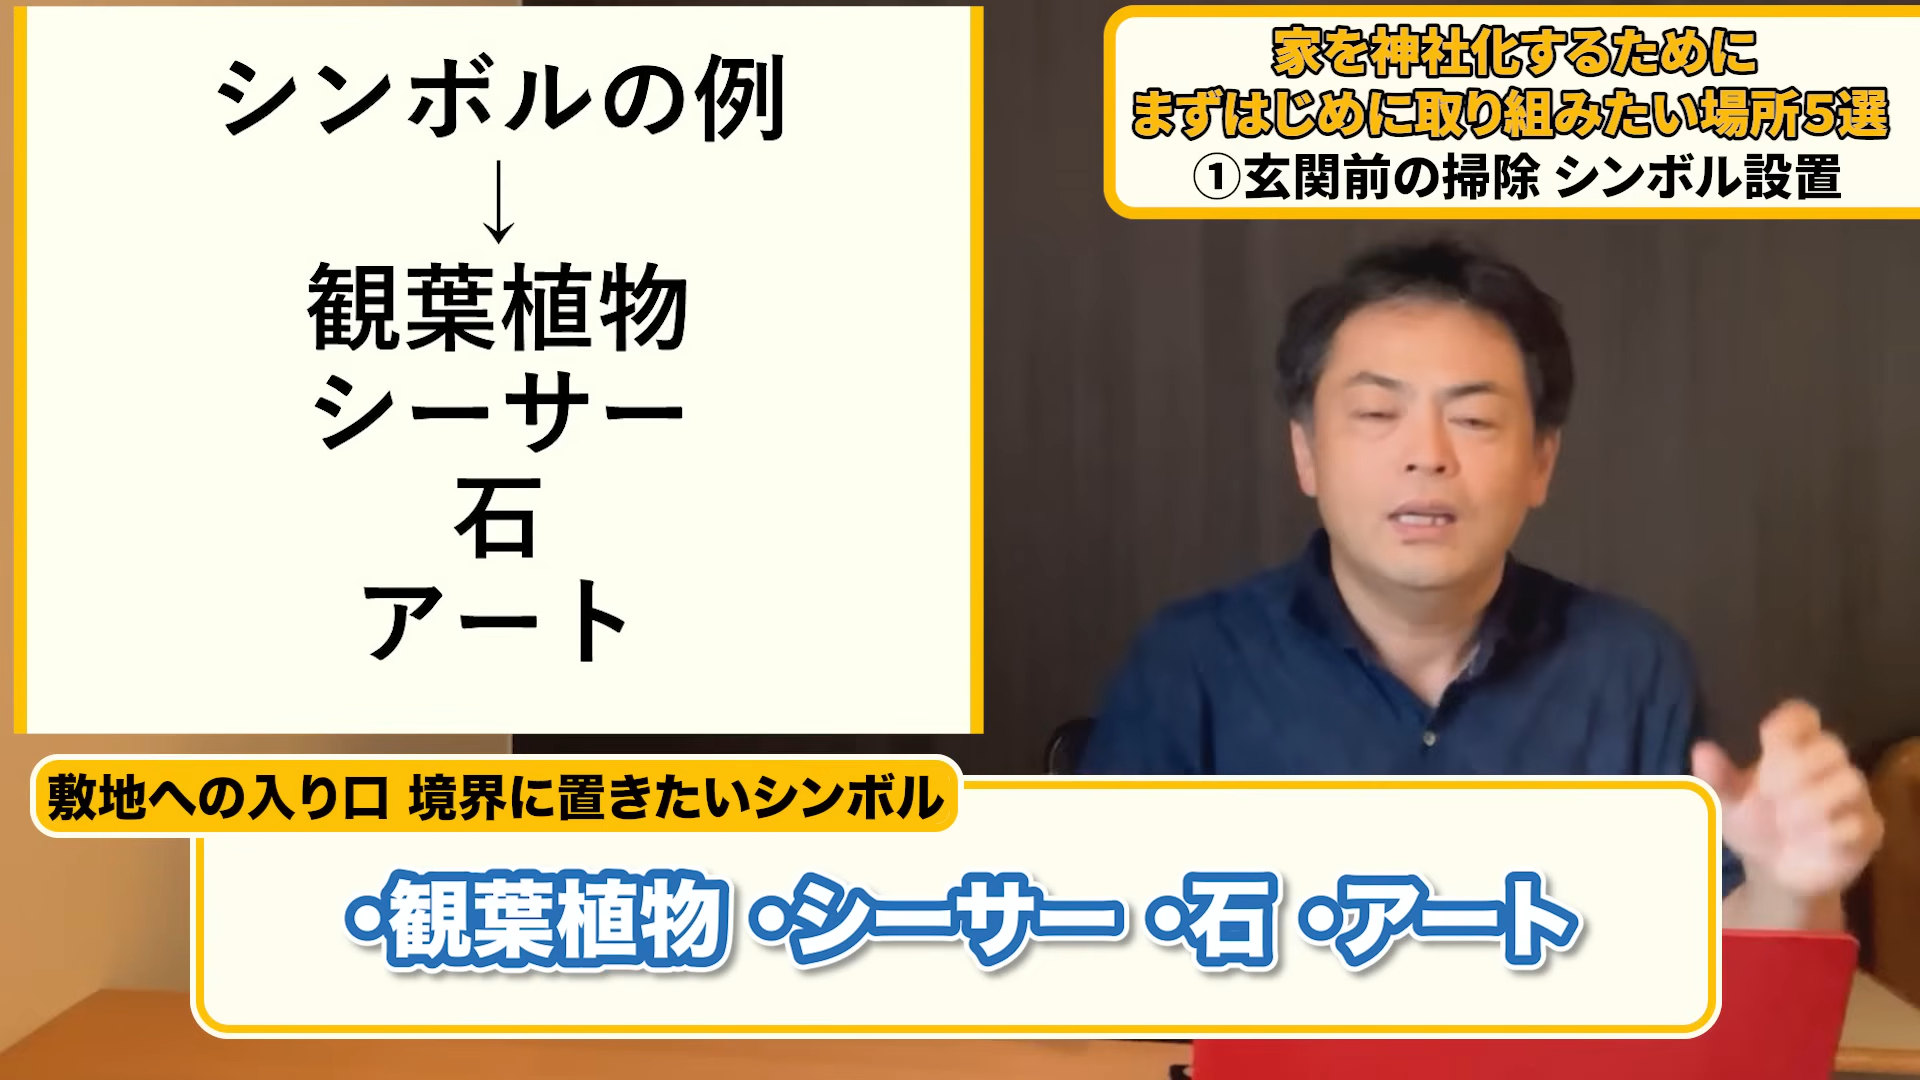 シンボルの例
↓
観葉植物
シーサー
石
アート
家を神社化するために
まずはじめに取り組みたい場所5選
①玄関前の掃除 シンボル設置
敷地への入り口 境界に置きたいシンボル
・観葉植物 ・シーサー ・石 ・アート